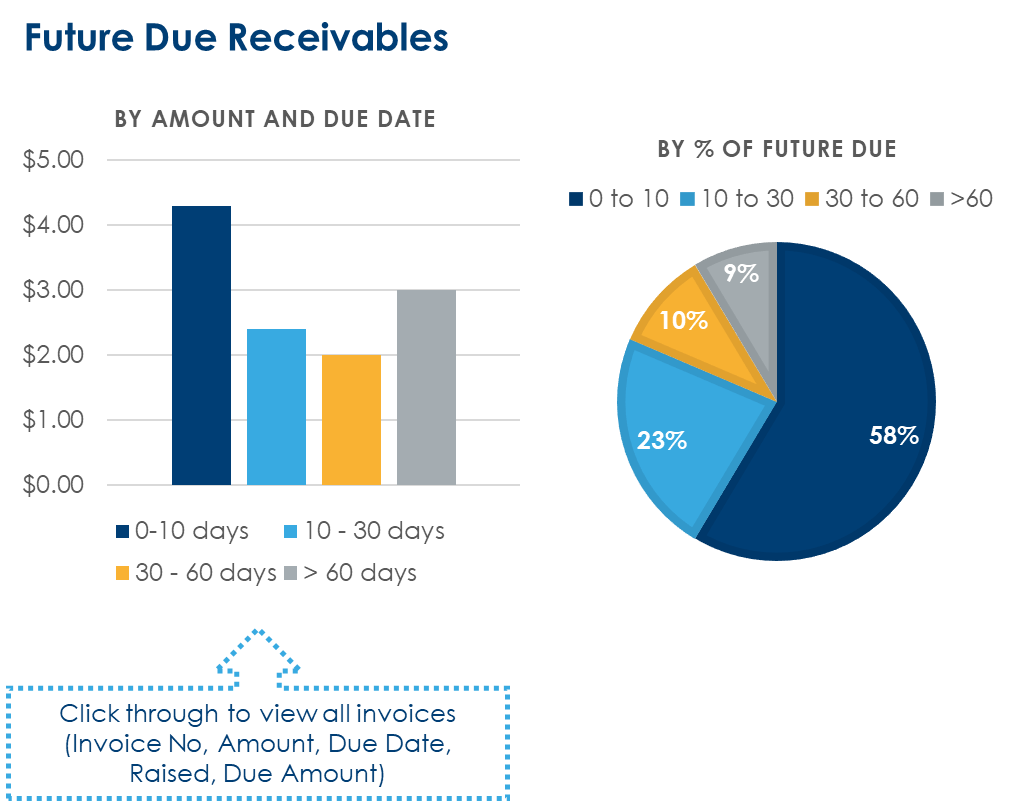 Future Due Receivables
BY AMOUNT AND DUE DATE
$5.00
$4.00
$3.00
$2.00
$1.00
$0.00
0-10 days
10 - 30 days
30 - 60 days
> 60 days
BY % OF FUTURE DUE
0 to 10
10 to 30
30 to 60
>60
9%
10%
23%
58%
Click through to view all invoices
(Invoice No, Amount, Due Date,
Raised, Due Amount)